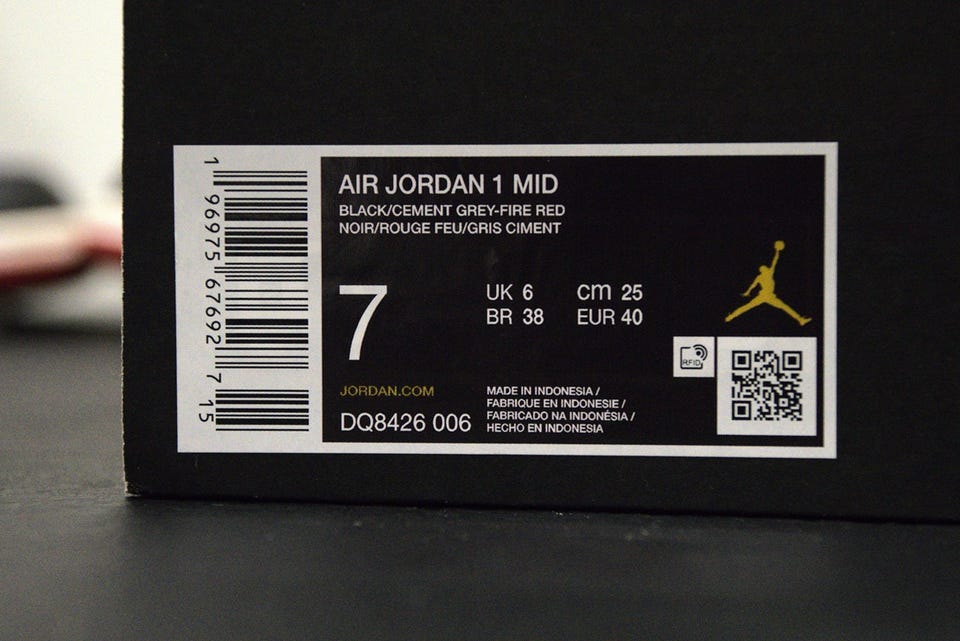 1 96975 67692 7 15
AIR JORDAN 1 MID
BLACK/CEMENT GREY-FIRE RED
NOIR/ROUGE FEU/GRIS CIMENT
7
UK 6 cm 25
BR 38 EUR 40
RFID
JORDAN.COM
DQ8426 006
MADE IN INDONESIA /
FABRIQUE EN INDONESIE /
FABRICADO NA INDONÉSIA /
HECHO EN INDONESIA